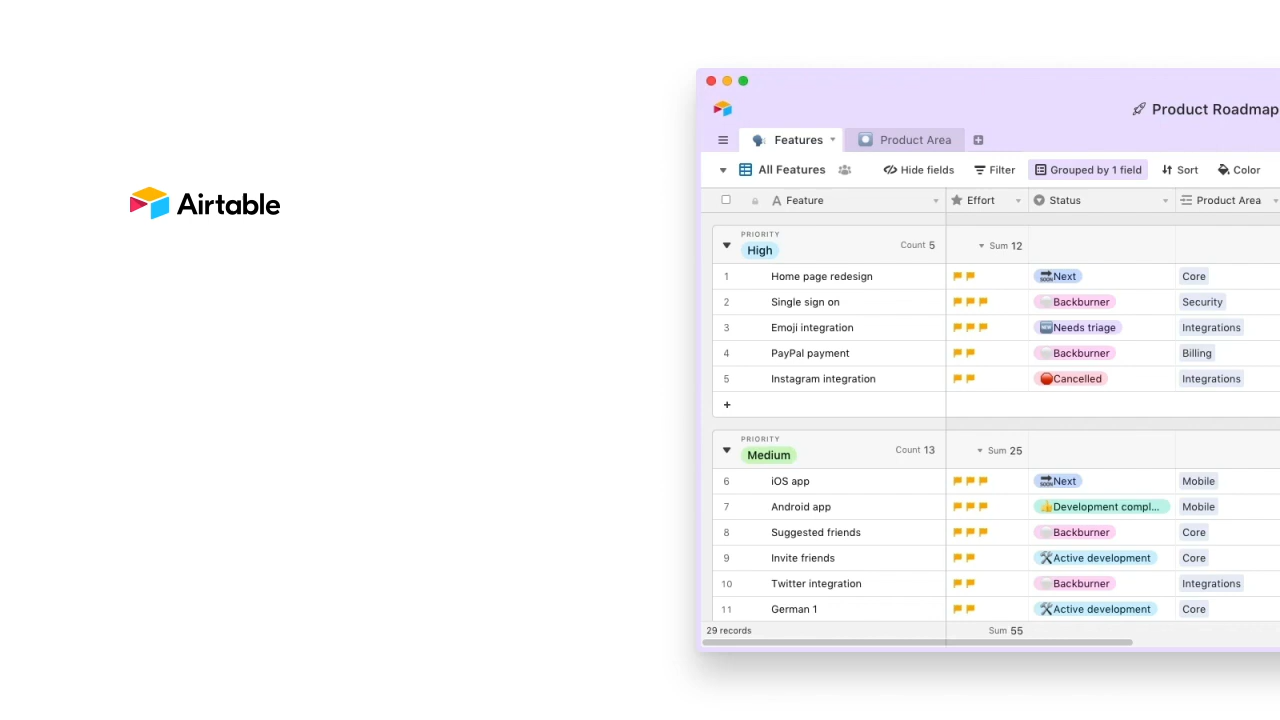 Airtable
Product Roadmap
Features
Product Area
All Features
Hide fields
Filter
Grouped by 1 field
Sort
Color
A Feature
Effort
Status
Product Area
PRIORITY
High
Count 5
Sum 12
1 Home page redesign Next Core
2 Single sign on Backburner Security
3 Emoji integration Needs triage Integrations
4 PayPal payment Backburner Billing
5 Instagram integration Cancelled Integrations
+
PRIORITY
Medium
Count 13
Sum 25
6 iOS app Next Mobile
7 Android app Development compl... Mobile
8 Suggested friends Backburner Core
9 Invite friends Active development Core
10 Twitter integration Backburner Integrations
11 German 1 Active development Core
29 records
Sum 55